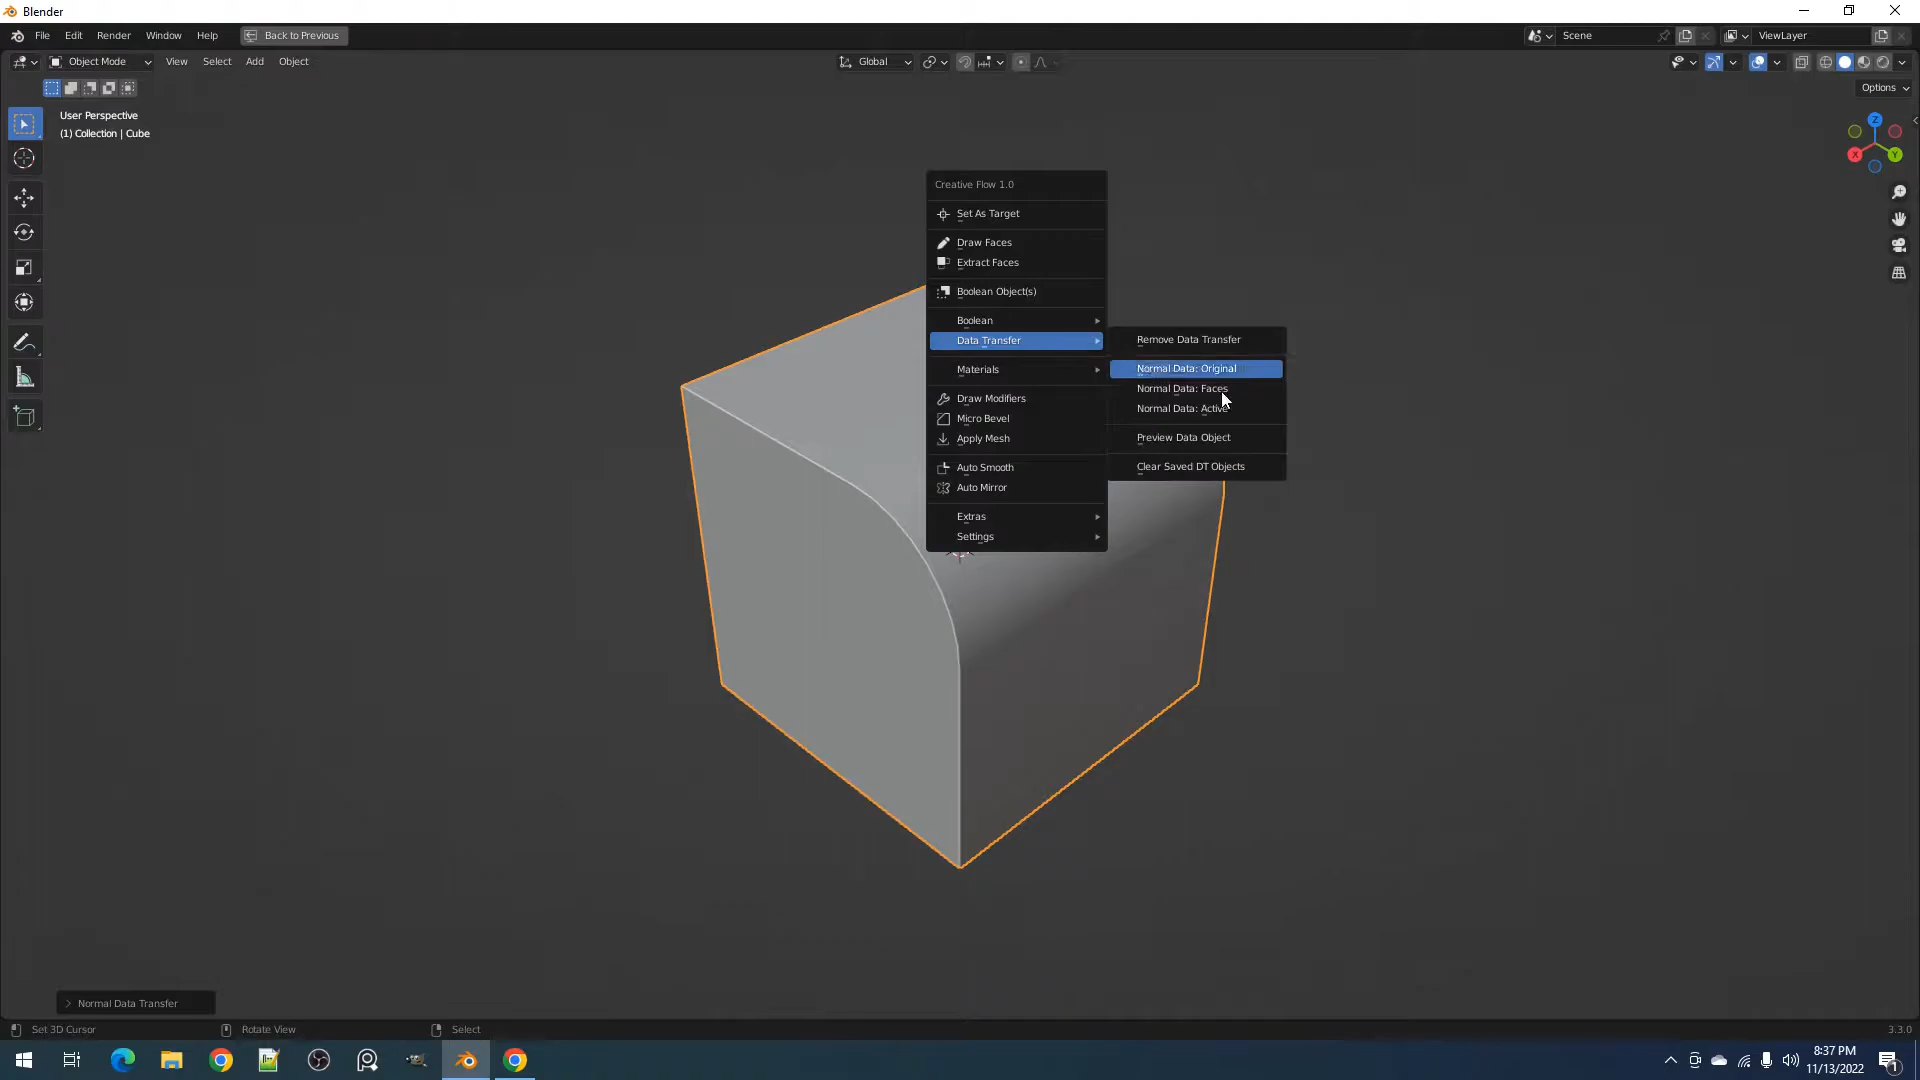 Blender
File Edit Render Window Help Back to Previous Scene ViewLayer
Object Mode View Select Add Object Global
Options
User Perspective
(1) Collection | Cube
Z
X Y
Creative Flow 1.0
Set As Target
Draw Faces
Extract Faces
Boolean Object(s)
Boolean
Data Transfer
Materials
Draw Modifiers
Micro Bevel
Apply Mesh
Auto Smooth
Auto Mirror
Extras
Settings
Remove Data Transfer
Normal Data: Original
Normal Data: Faces
Normal Data: Active
Preview Data Object
Clear Saved DT Objects
Normal Data Transfer
Set 3D Cursor Rotate View Select 3.3.0
8:37 PM
11/13/2022
1